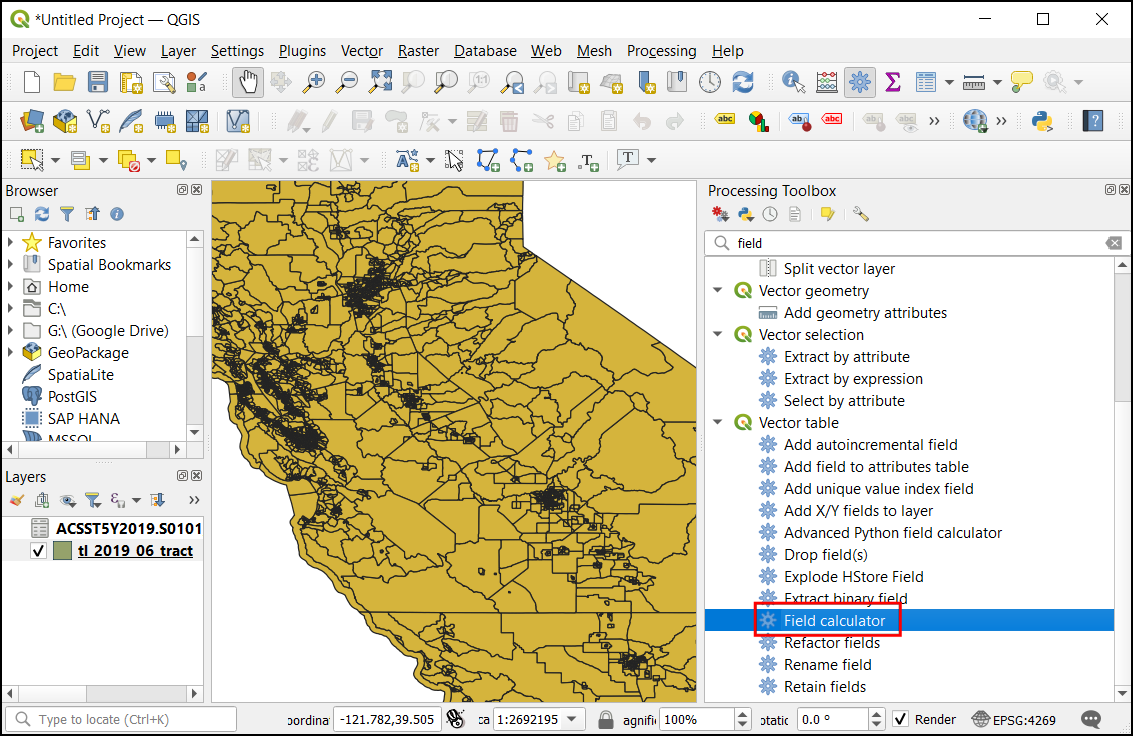 *Untitled Project — QGIS
Project Edit View Layer Settings Plugins Vector Raster Database Web Mesh Processing Help
abc abc abc ab abc
T T
Browser
Favorites
Spatial Bookmarks
Home
C:\
G:\ (Google Drive)
GeoPackage
SpatiaLite
PostGIS
SAP HANA
MSSQL
Layers
ACSST5Y2019.S0101
tl_2019_06_tract
Processing Toolbox
field
Split vector layer
Vector geometry
Add geometry attributes
Vector selection
Extract by attribute
Extract by expression
Select by attribute
Vector table
Add autoincremental field
Add field to attributes table
Add unique value index field
Add X/Y fields to layer
Advanced Python field calculator
Drop field(s)
Explode HStore Field
Extract binary field
Field calculator
Refactor fields
Rename field
Retain fields
Type to locate (Ctrl+K) oordina -121.782,39.505 ca 1:2692195 agnifi 100% otatic 0.0 ° Render EPSG:4269